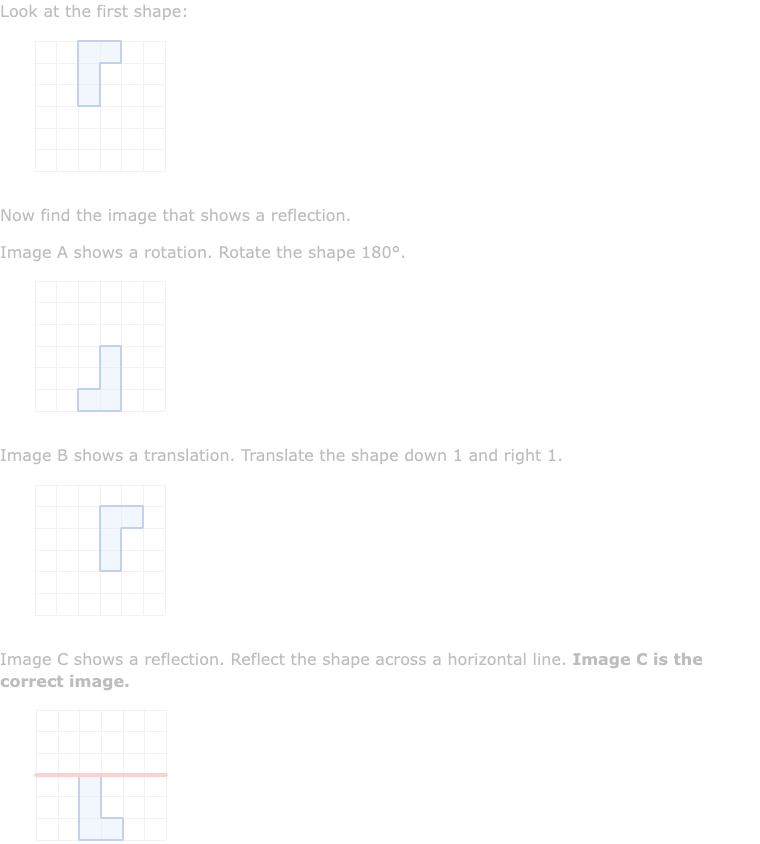 Look at the first shape:
Now find the image that shows a reflection.
Image A shows a rotation. Rotate the shape 180°.
Image B shows a translation. Translate the shape down 1 and right 1.
Image C shows a reflection. Reflect the shape across a horizontal line. Image C is the
correct image.